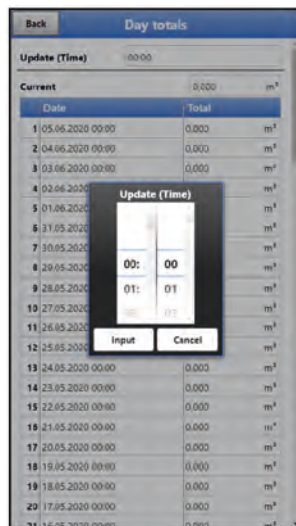 Back Day totals
Update (Time) 00:00
Current 0,000 m³
Date Total
1 05.06.2020 00:00 0,000 m³
2 04.06.2020 00:00 0,000 m³
3 03.06.2020 00:00 0,000 m³
4 02.06.2020 m³
5 01.06.2020 m³
6 31.05.2020 m³
7 30.05.2020 m³
8 29.05.2020 m³
9 28.05.2020 m³
10 27.05.2020 m³
11 26.05.2020 m³
12 25.05.2020 m³
Update (Time)
00: 00
01: 01
Input Cancel
13 24.05.2020 00:00 0,000 m³
14 23.05.2020 00:00 0,000 m³
15 22.05.2020 00:00 0,000 m³
16 21.05.2020 00:00 0,000 m³
17 20.05.2020 00:00 0,000 m³
18 19.05.2020 00:00 0,000 m³
19 18.05.2020 00:00 0,000 m³
20 17.05.2020 00:00 0,000 m³